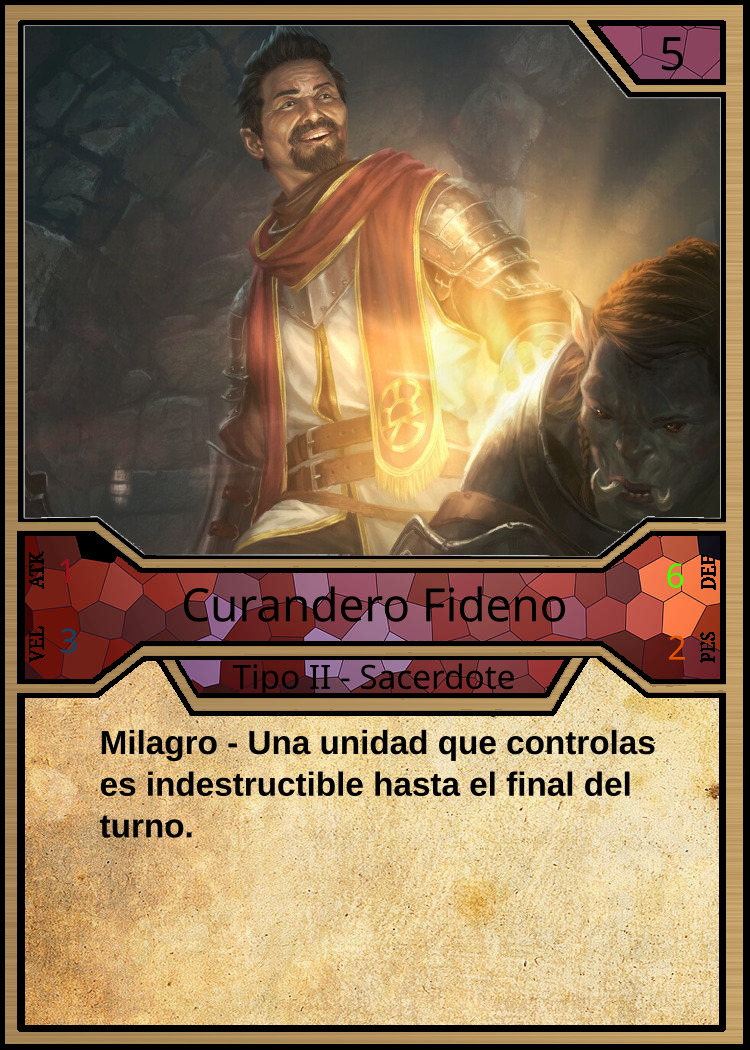 5
ATK 1
6 DEF
Curandero Fideno
VEL 3
2 PES
Tipo II - Sacerdote
Milagro - Una unidad que controlas
es indestructible hasta el final del
turno.